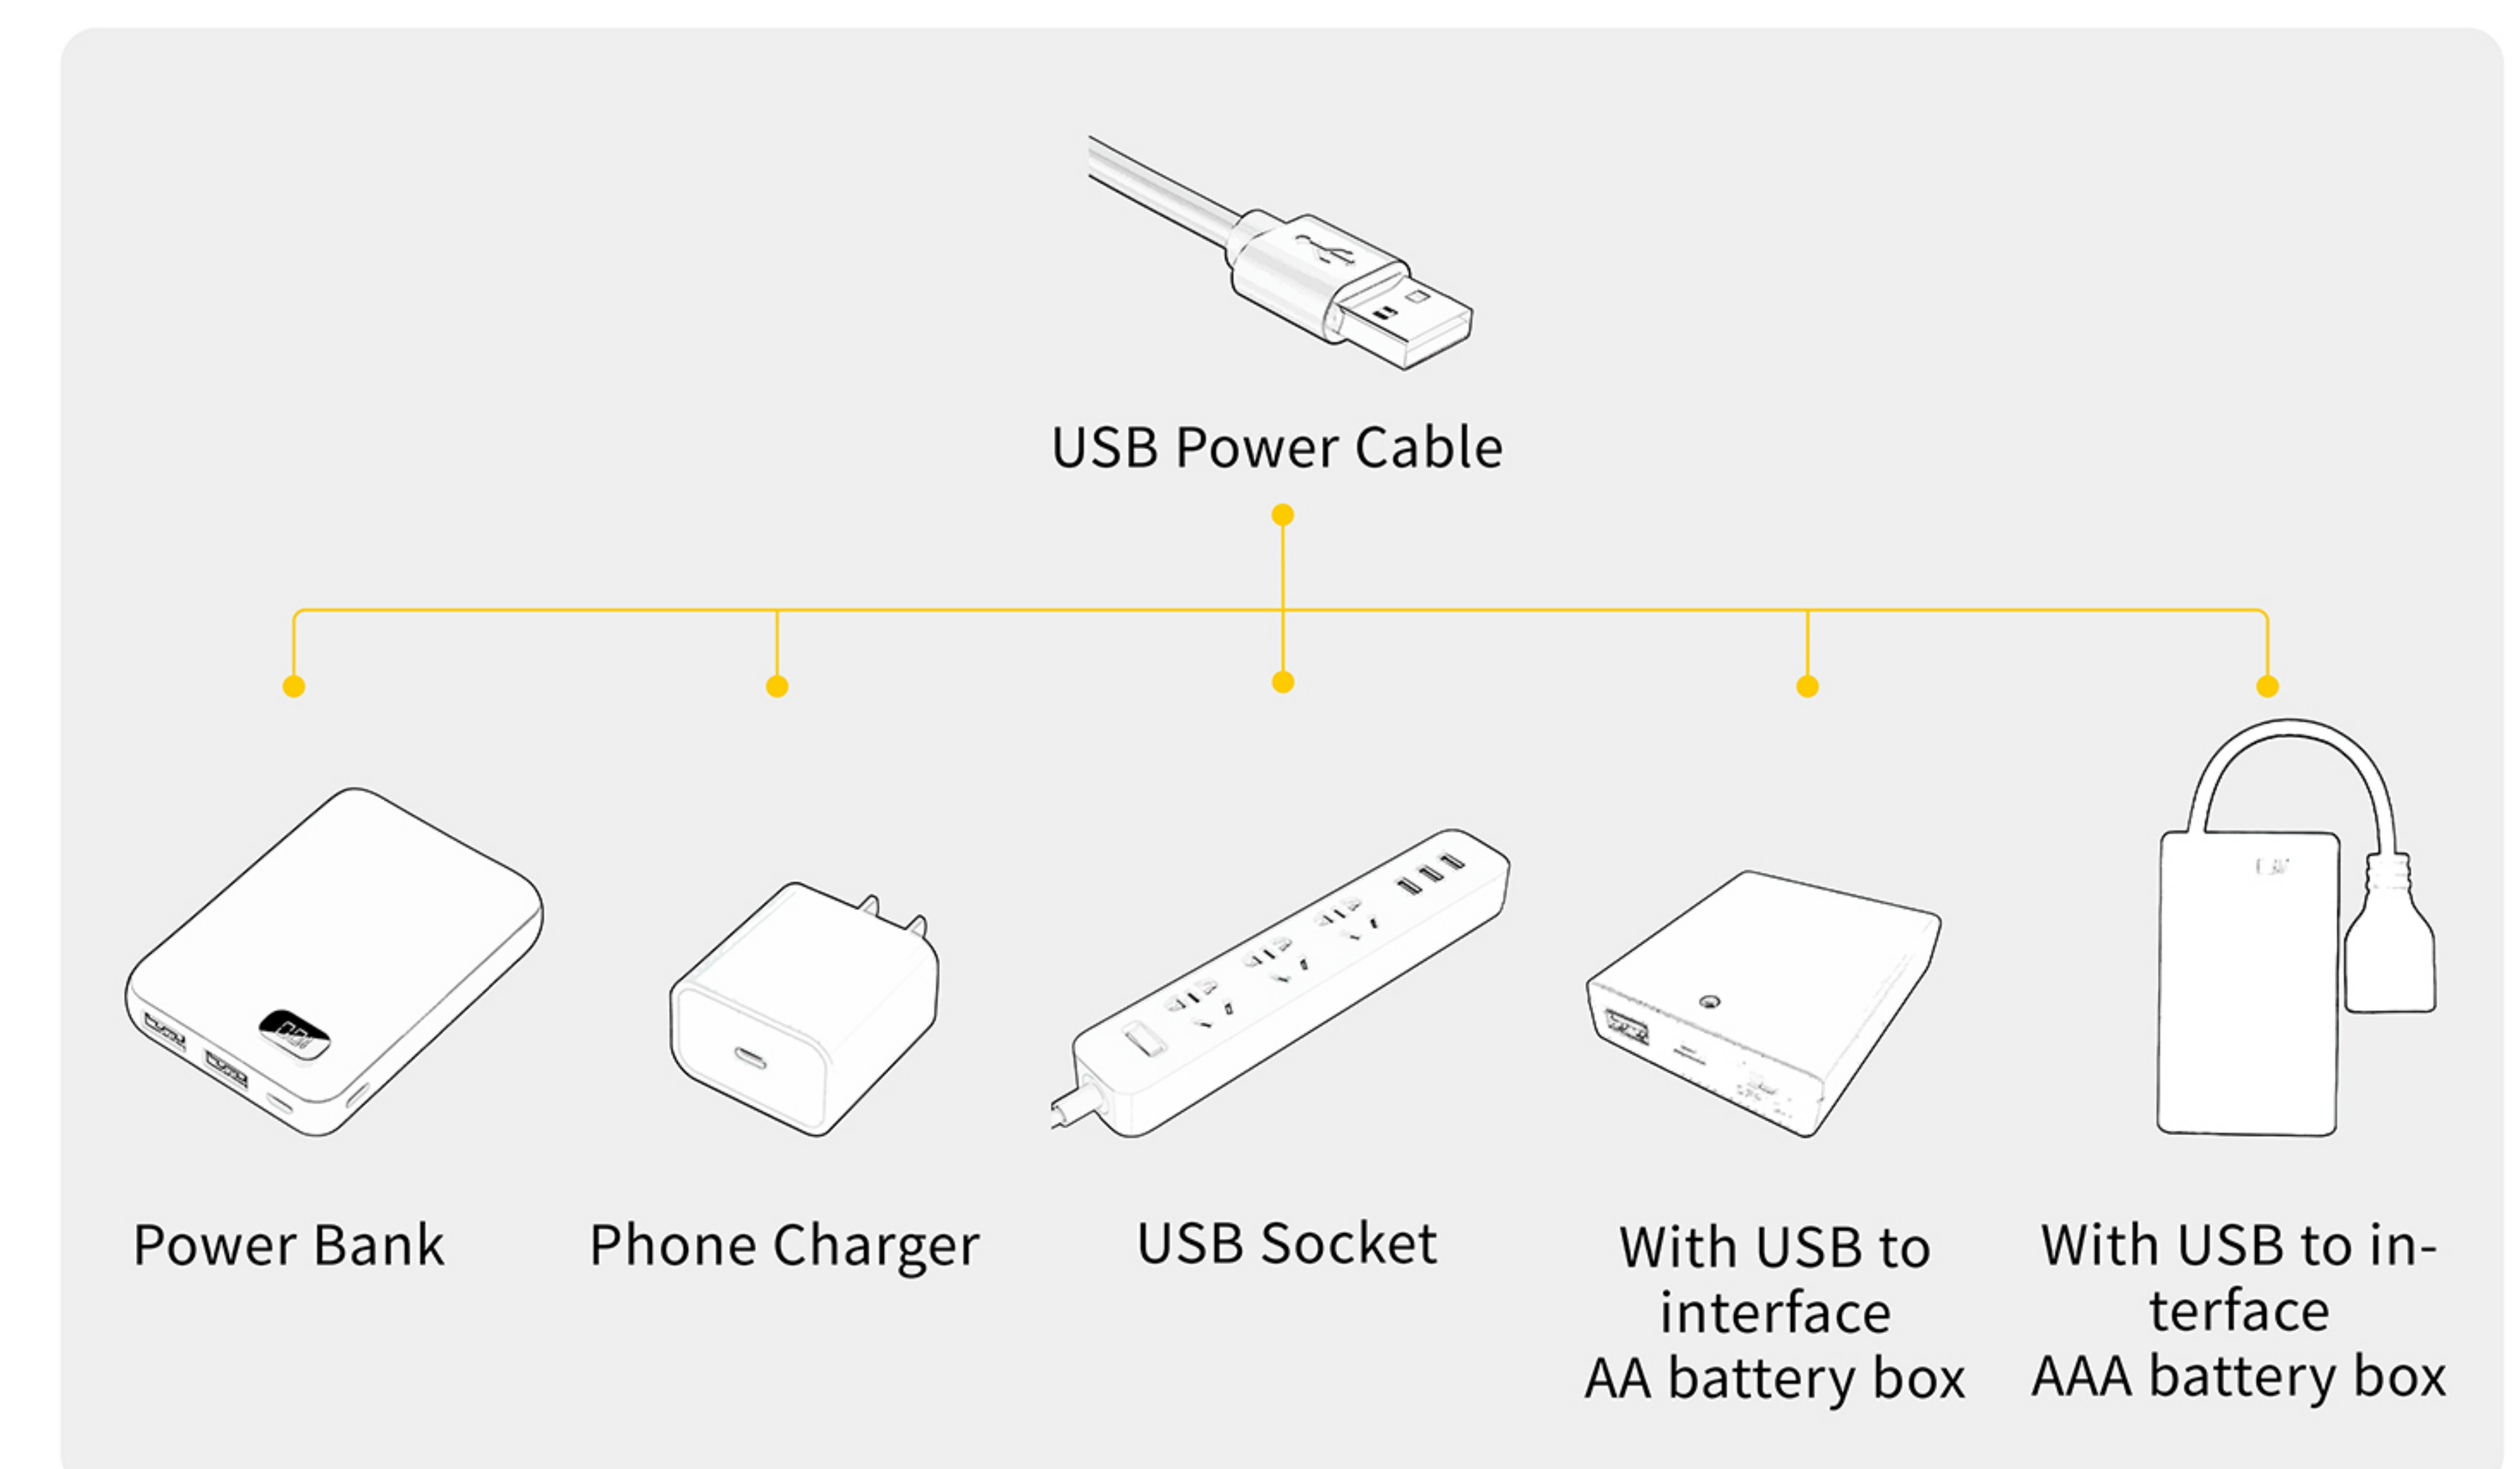 USB Power Cable
Power Bank
Phone Charger
USB Socket
With USB to
interface
AA battery box
With USB to in-
terface
AAA battery box